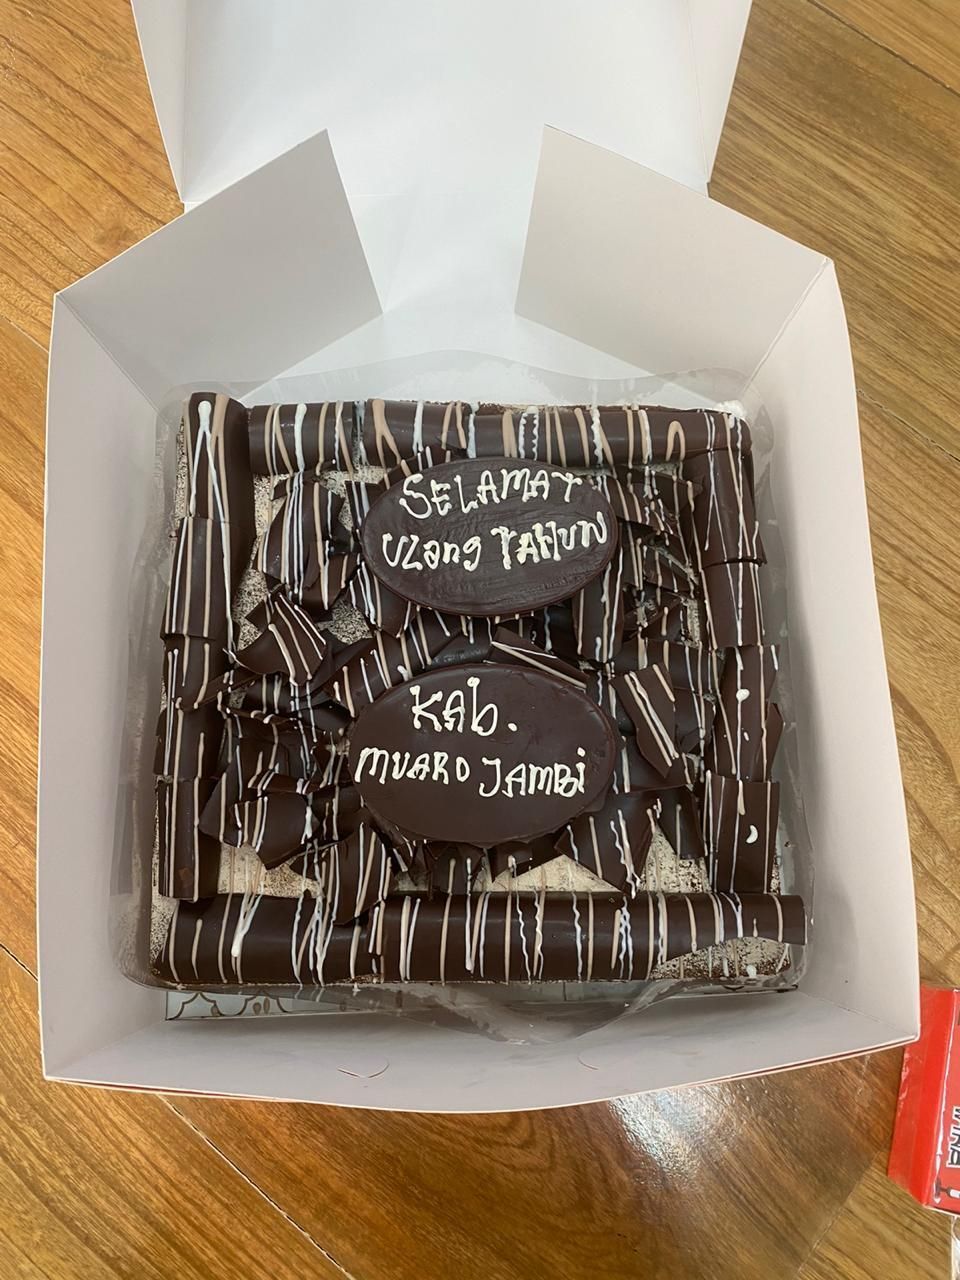 SELAMAT
ULang TAHUN
KAb.
MUARO JAMBi